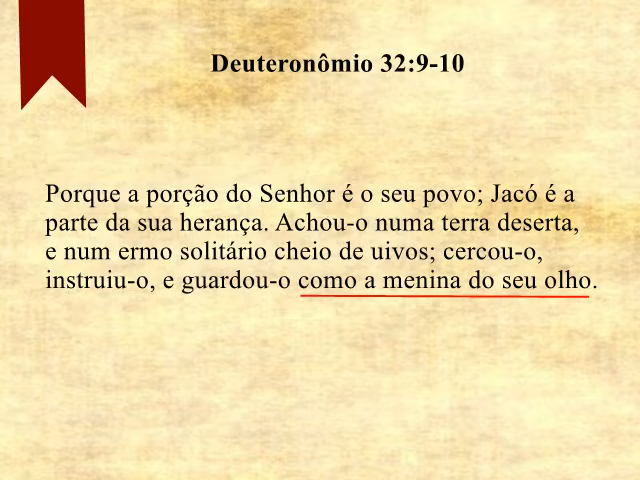 Deuteronômio 32:9-10
Porque a porção do Senhor é o seu povo; Jacó é a
parte da sua herança. Achou-o numa terra deserta,
e num ermo solitário cheio de uivos; cercou-o,
instruiu-o, e guardou-o como a menina do seu olho.